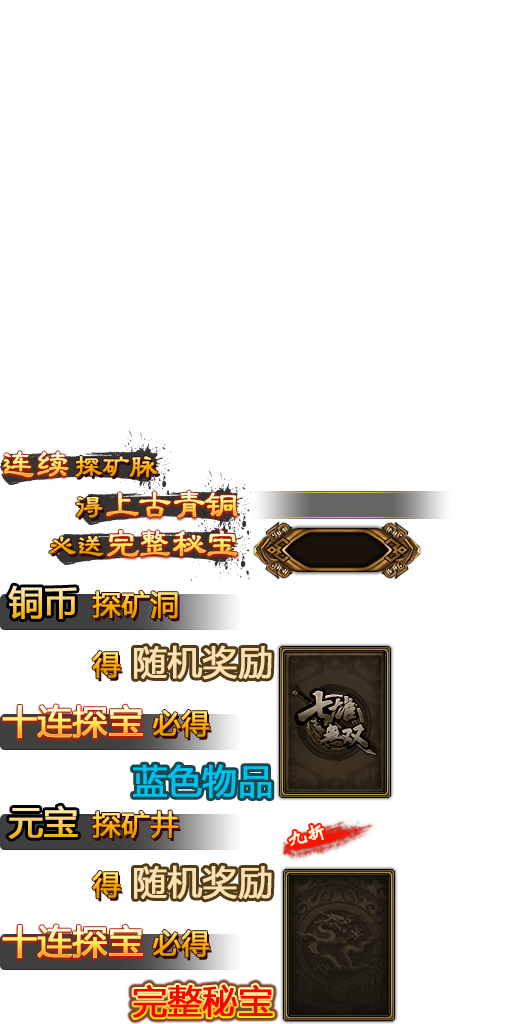 连续探矿脉
得上古青铜
必送完整秘宝
铜币 探矿洞
得 随机奖励
十连探宝 必得
蓝色物品
元宝 探矿井
九折
得 随机奖励
十连探宝 必得
完整秘宝